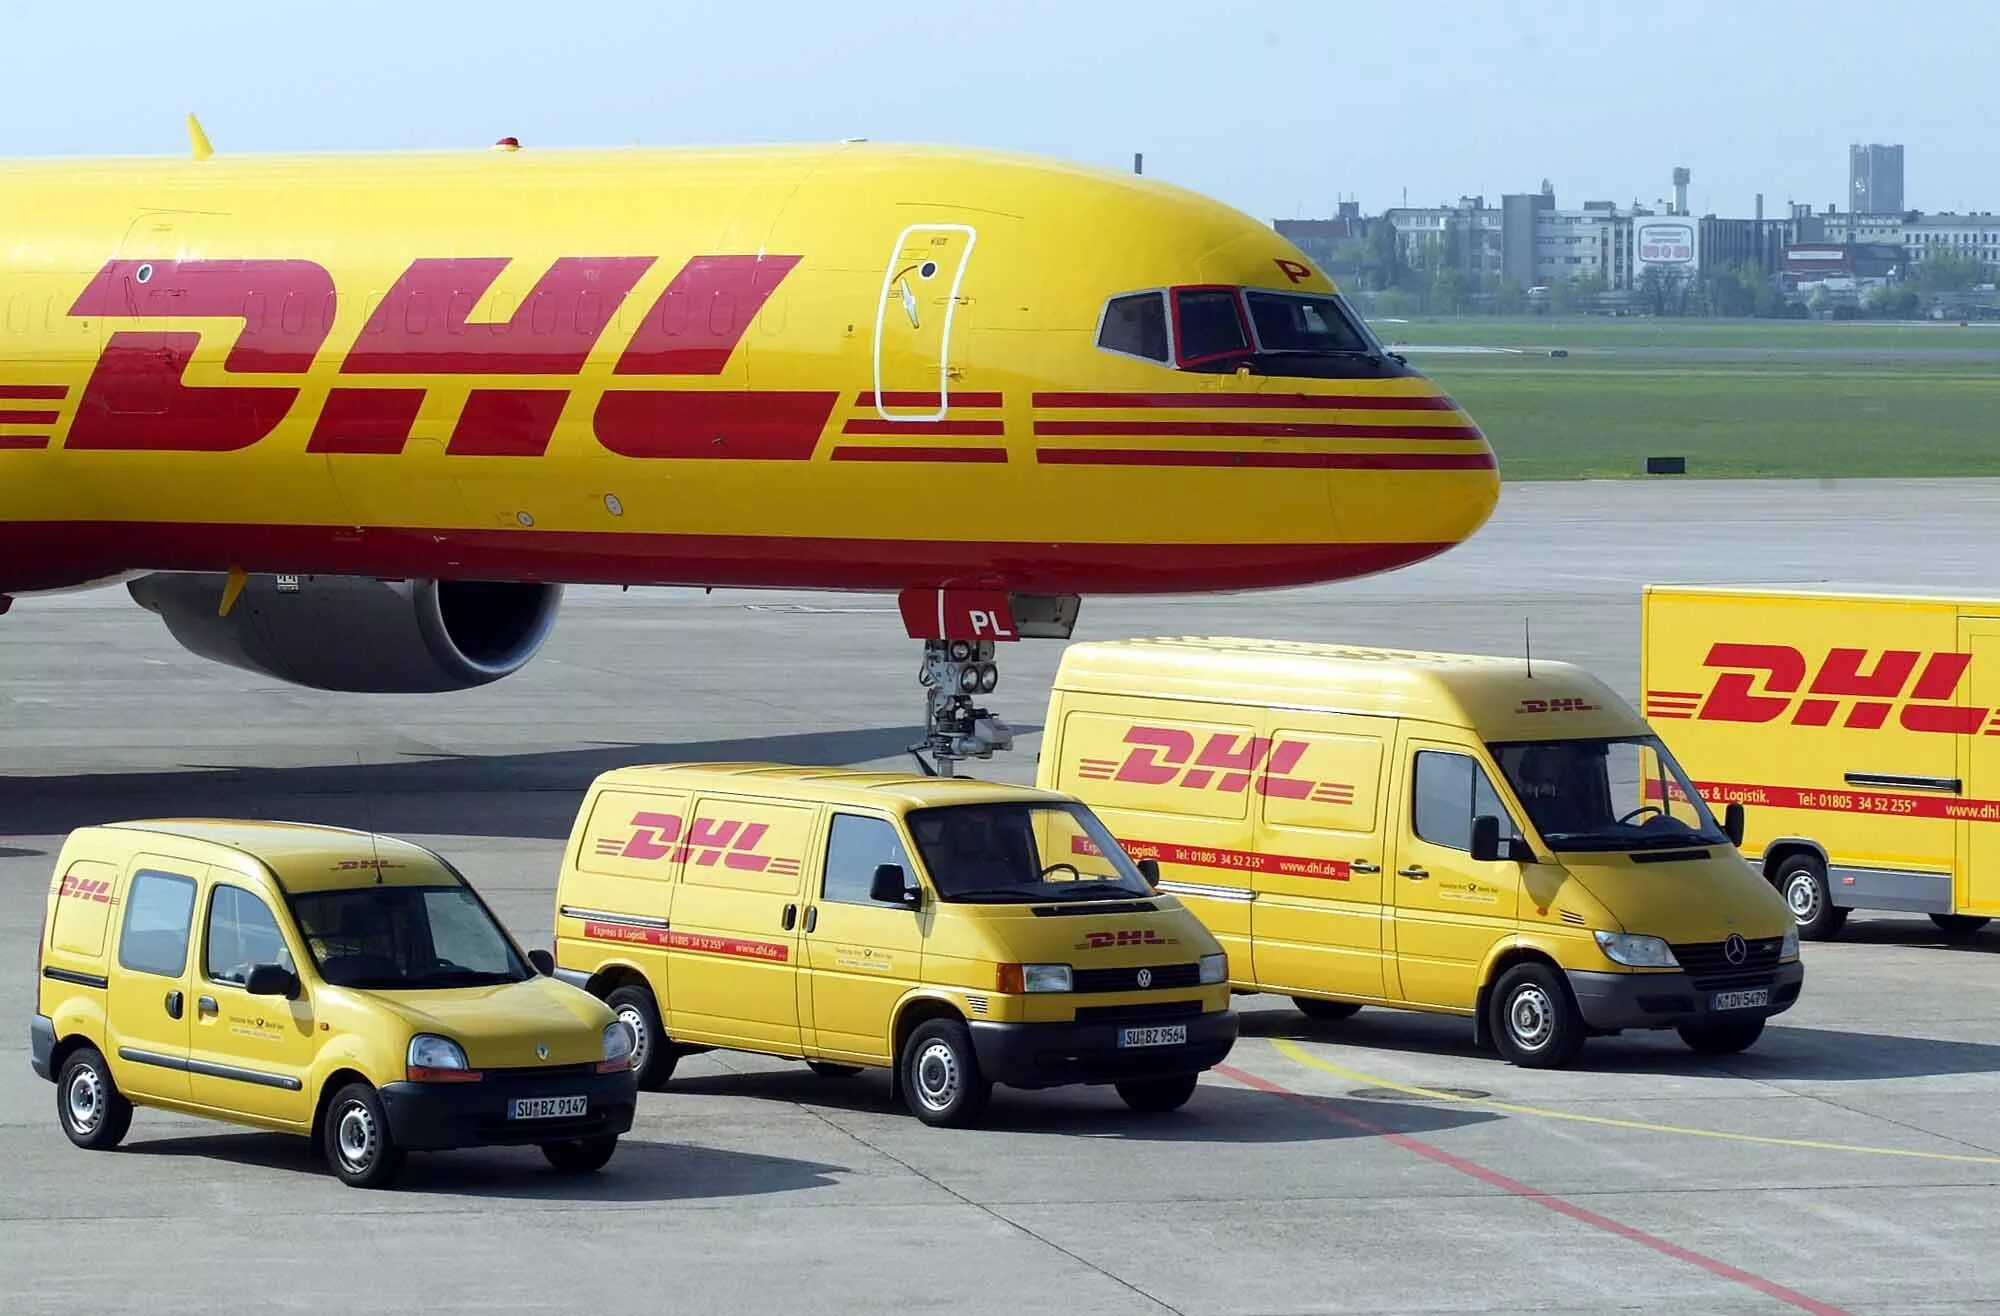 DHL
P
PL
DHL
Express & Logistik. Tel: 01805 34 52 255* www.dhl
DHL
DHL
Express & Logistik. Tel: 01805 34 52 255* www.dhl.de
K DV 5479
DHL
Express & Logistik. Tel: 01805 34 52 255* www.dhl.de
DHL
SU BZ 9564
DHL
DHL
SU BZ 9147